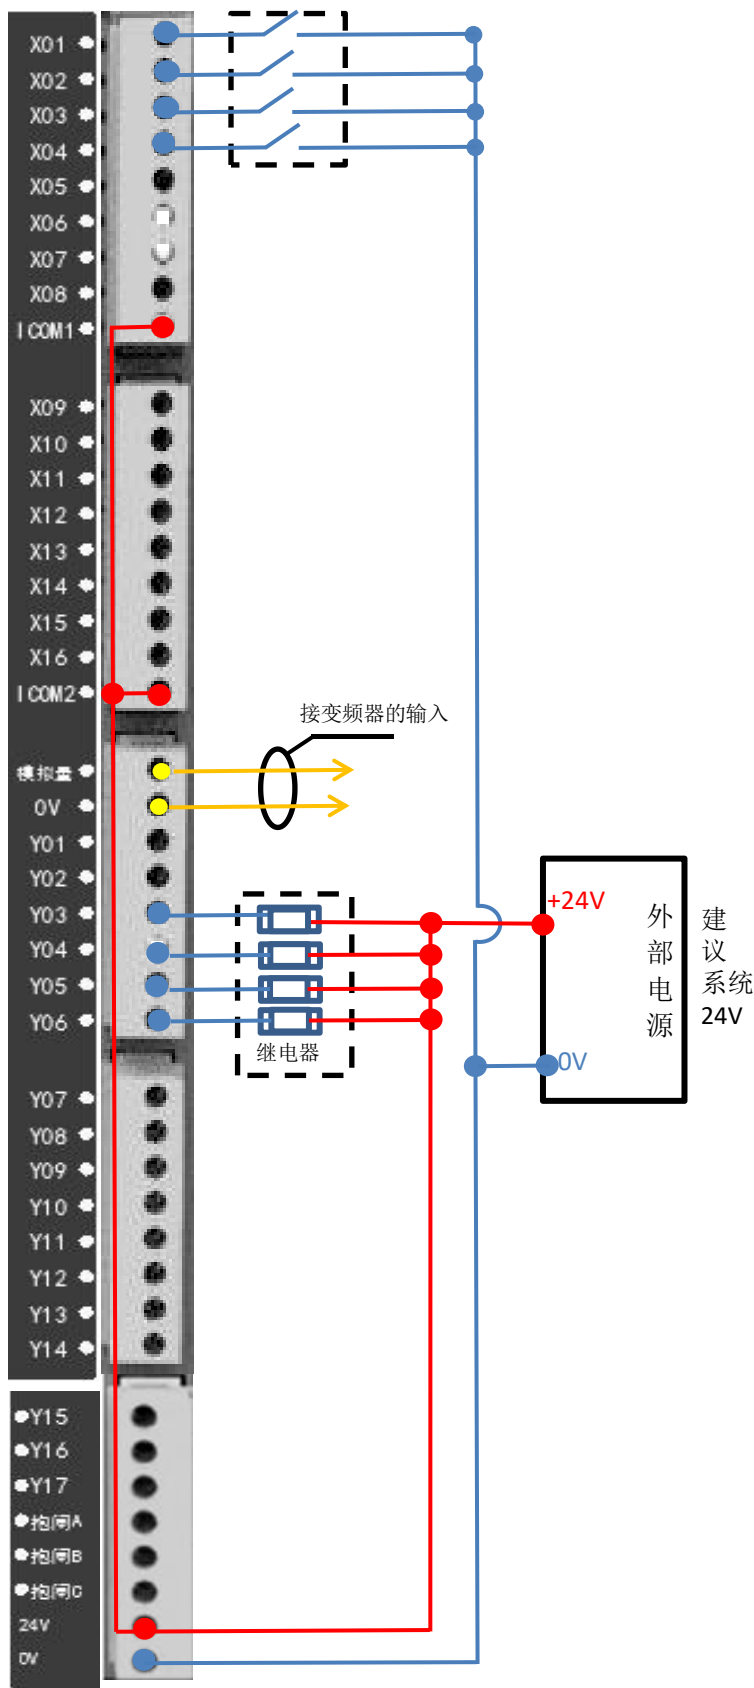 X01
X02
X03
X04
X05
X06
X07
X08
ICOM1
X09
X10
X11
X12
X13
X14
X15
X16
ICOM2
接变频器的输入
模拟量
0V
Y01
Y02
Y03
Y04
Y05
Y06
继电器
+24V
0V
外部电源
建议
系统
24V
Y07
Y08
Y09
Y10
Y11
Y12
Y13
Y14
Y15
Y16
Y17
抱闸A
抱闸B
抱闸C
24V
0V